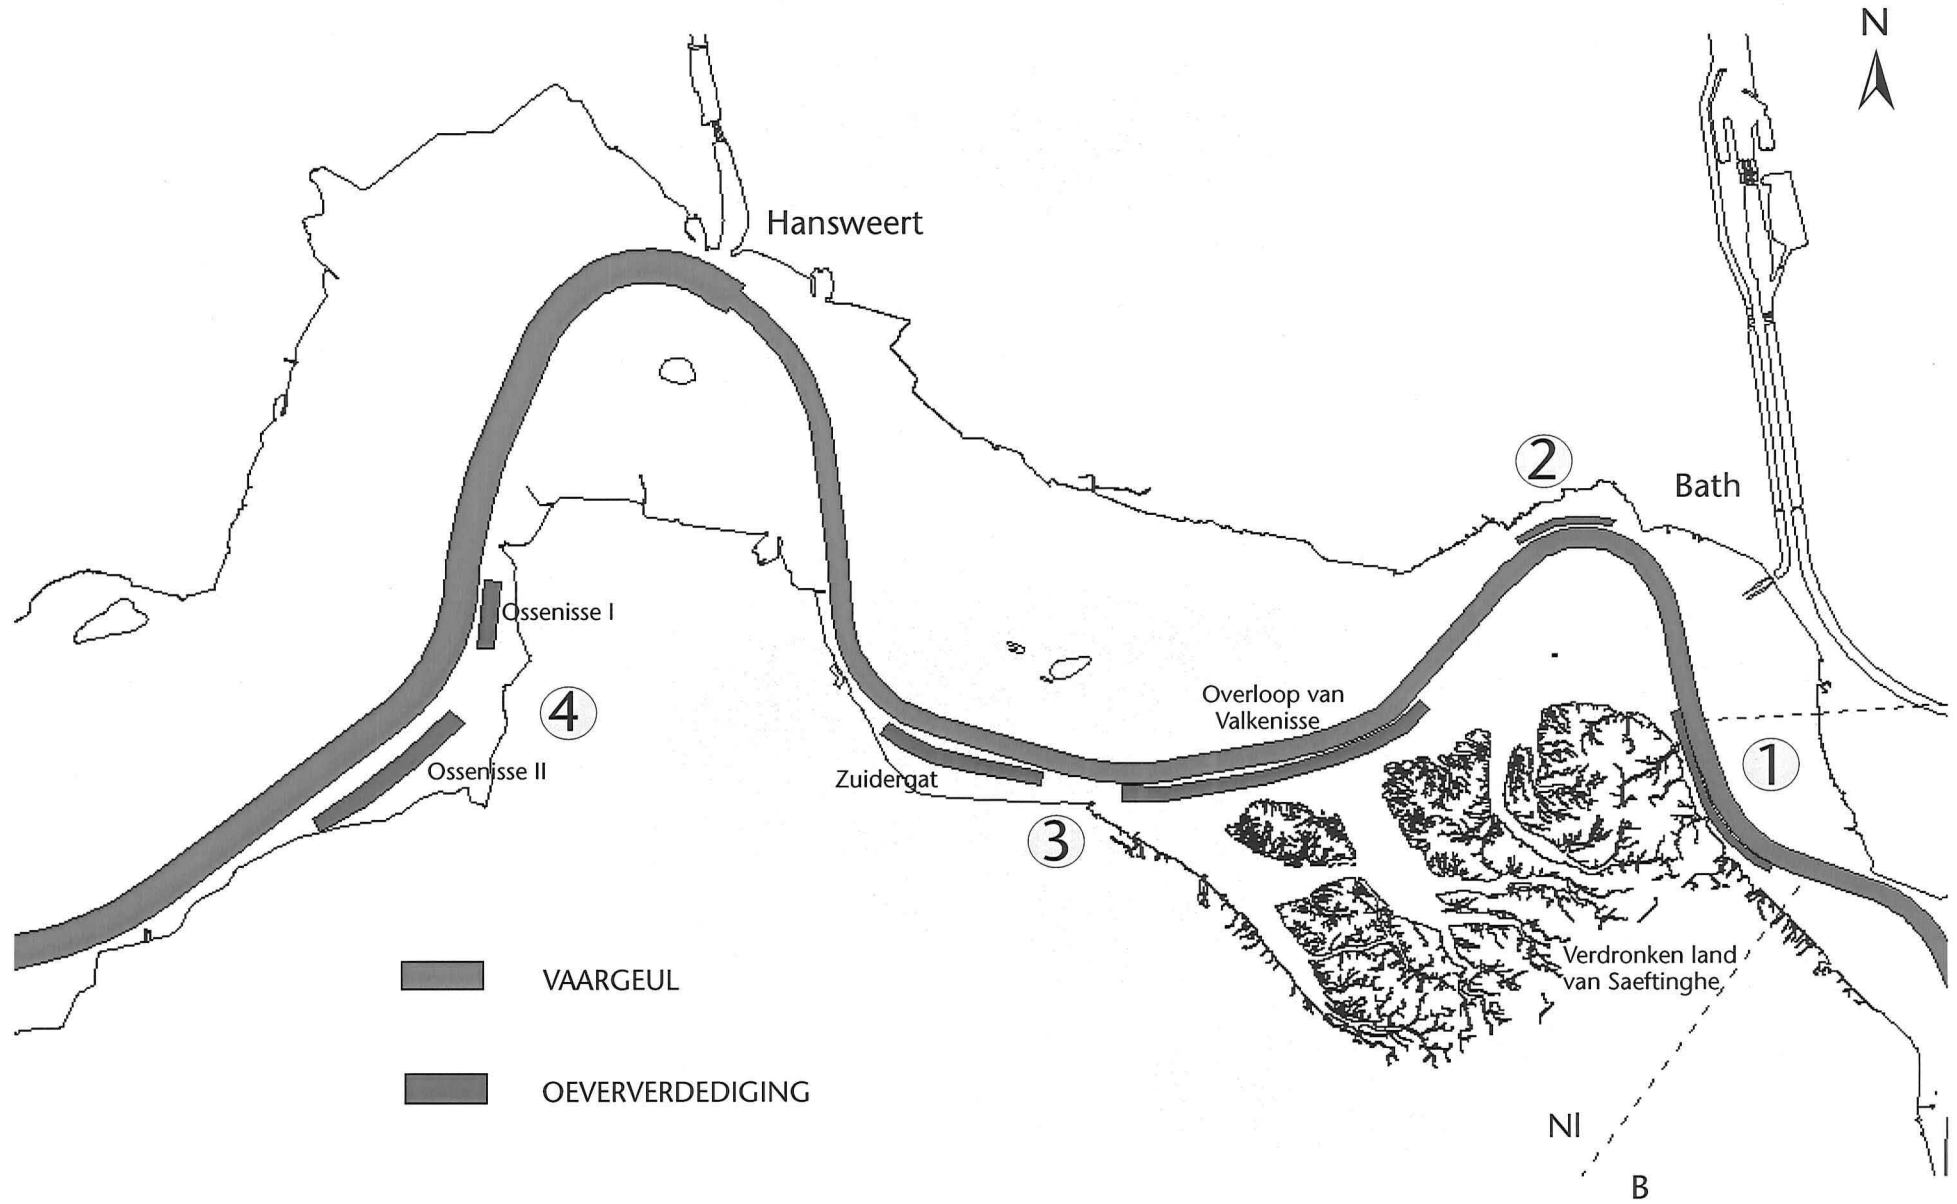 N
Hansweert
2
Bath
Ossenisse I
4
Overloop van
Valkenisse
1
Ossenisse II
Zuidergat
3
Verdronken land
van Saeftinghe
VAARGEUL
OEVERVERDEDIGING
Nl
B